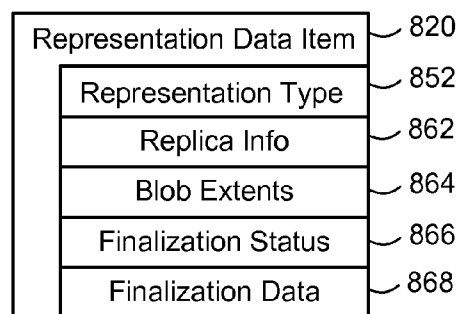 Representation Data Item 820
Representation Type 852
Replica Info 862
Blob Extents 864
Finalization Status 866
Finalization Data 868